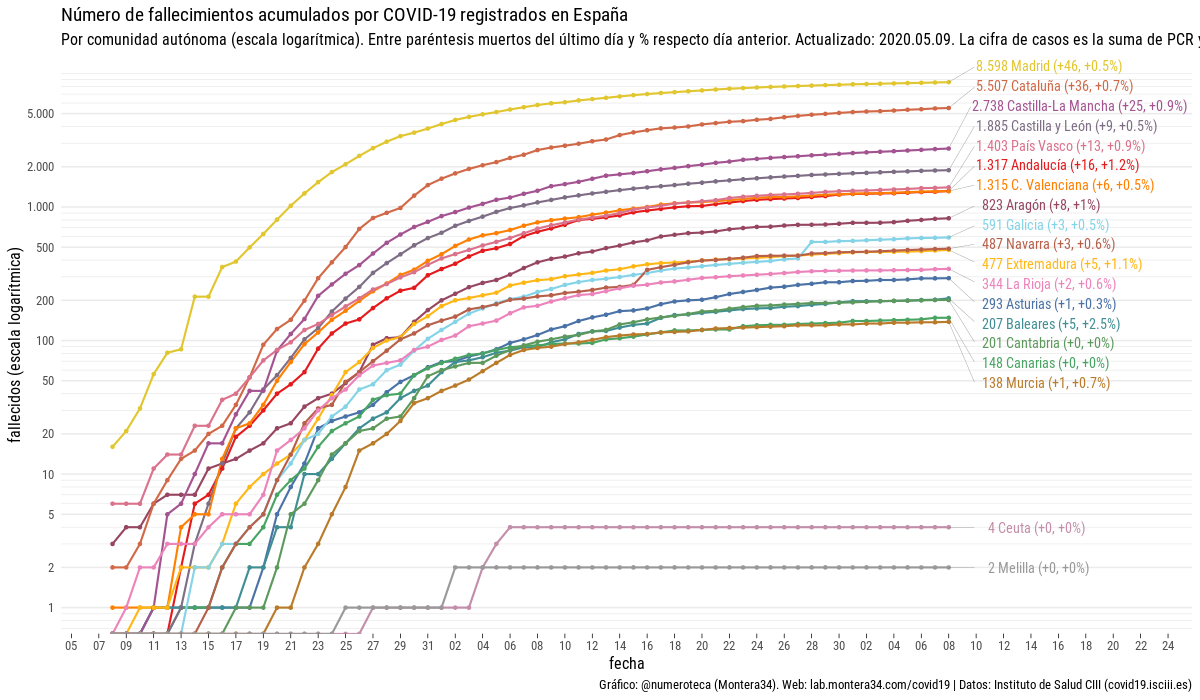 Número de fallecimientos acumulados por COVID-19 registrados en España
Por comunidad autónoma (escala logarítmica). Entre paréntesis muertos del último día y % respecto día anterior. Actualizado: 2020.05.09. La cifra de casos es la suma de PCR y
8.598 Madrid (+46, +0.5%)
5.507 Cataluña (+36, +0.7%)
2.738 Castilla-La Mancha (+25, +0.9%)
1.885 Castilla y León (+9, +0.5%)
1.403 País Vasco (+13, +0.9%)
1.317 Andalucía (+16, +1.2%)
1.315 C. Valenciana (+6, +0.5%)
823 Aragón (+8, +1%)
591 Galicia (+3, +0.5%)
487 Navarra (+3, +0.6%)
477 Extremadura (+5, +1.1%)
344 La Rioja (+2, +0.6%)
293 Asturias (+1, +0.3%)
207 Baleares (+5, +2.5%)
201 Cantabria (+0, +0%)
148 Canarias (+0, +0%)
138 Murcia (+1, +0.7%)
4 Ceuta (+0, +0%)
2 Melilla (+0, +0%)
fallecidos (escala logarítmica)
5.000
2.000
1.000
500
200
100
50
20
10
5
2
1
05 07 09 11 13 15 17 19 21 23 25 27 29 31 02 04 06 08 10 12 14 16 18 20 22 24 26 28 30 02 04 06 08 10 12 14 16 18 20 22 24
fecha
Gráfico: @numeroteca (Montera34). Web: lab.montera34.com/covid19 | Datos: Instituto de Salud CIII (covid19.isciii.es)